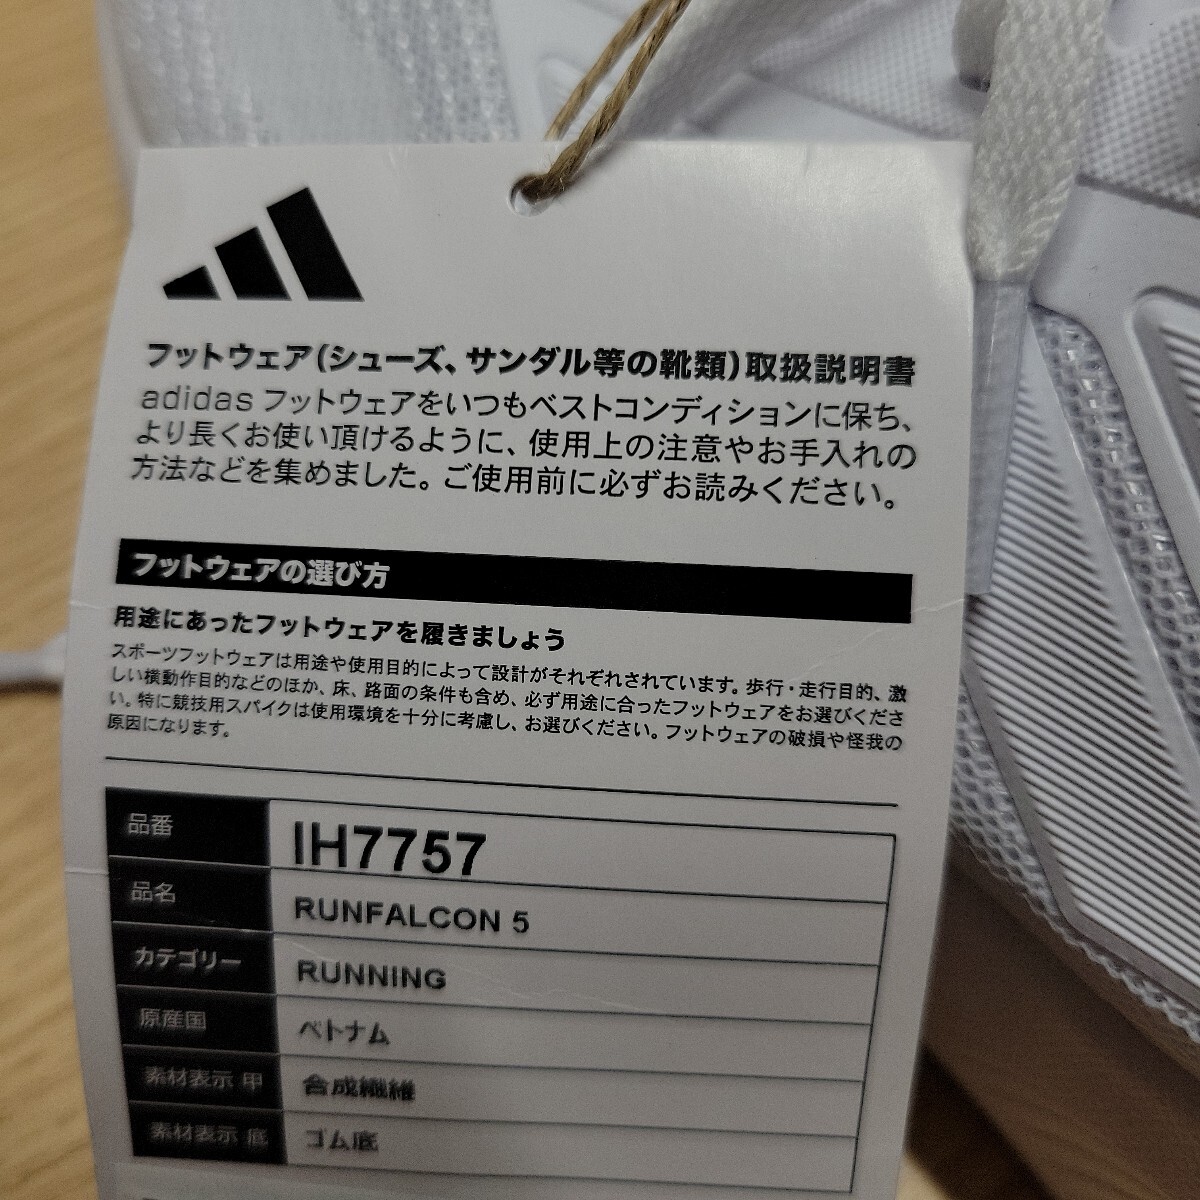 フットウェア(シューズ、サンダル等の靴類)取扱説明書
adidas フットウェアをいつもベストコンディションに保ち、
より長くお使い頂けるように、使用上の注意やお手入れの
方法などを集めました。ご使用前に必ずお読みください。
フットウェアの選び方
用途にあったフットウェアを履きましょう
スポーツフットウェアは用途や使用目的によって設計がそれぞれされています。歩行・走行目的、激
しい横動作目的などのほか、床、路面の条件も含め、必ず用途に合ったフットウェアをお選びくださ
い。特に競技用スパイクは使用環境を十分に考慮し、お選びください。フットウェアの破損や怪我の
原因になります。
品番 IH7757
品名 RUNFALCON 5
カテゴリー RUNNING
原産国 ベトナム
素材表示 甲 合成繊維
素材表示 底 ゴム底